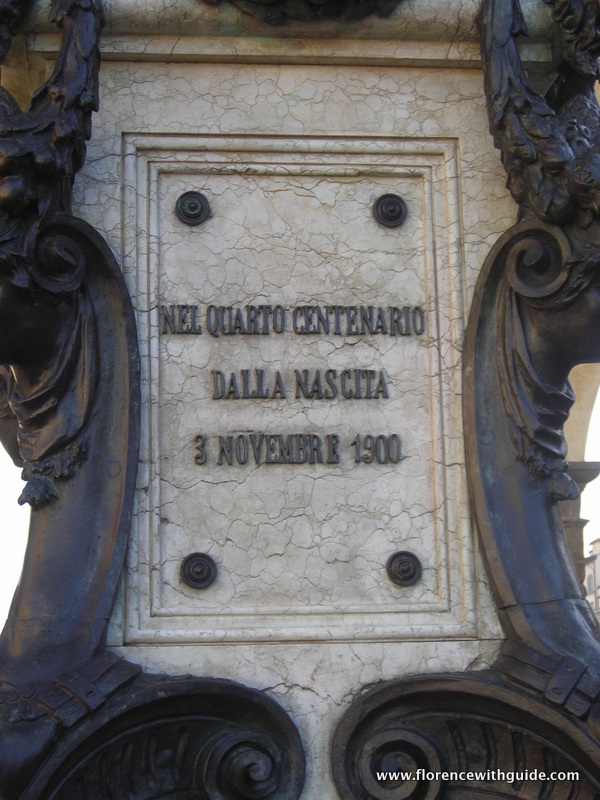 NEL QUARTO CENTENARIO
DALLA NASCITA
3 NOVEMBRE 1900
www.florencewithguide.com